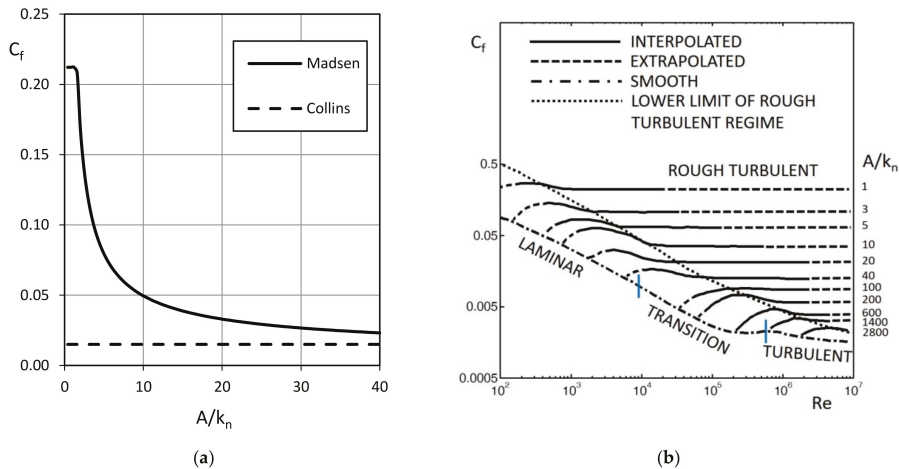 0.25
C_f
0.20
0.15
0.10
0.05
0.00
0
10
20
30
40
A/k_n
Madsen
Collins
(a)
C_f
INTERPOLATED
EXTRAPOLATED
SMOOTH
LOWER LIMIT OF ROUGH
TURBULENT REGIME
ROUGH TURBULENT
A/k_n
0.5
0.05
0.005
0.0005
1
3
5
10
20
40
100
200
600
1400
2800
LAMINAR
TRANSITION
TURBULENT
10^2
10^3
10^4
10^5
10^6
10^7
Re
(b)